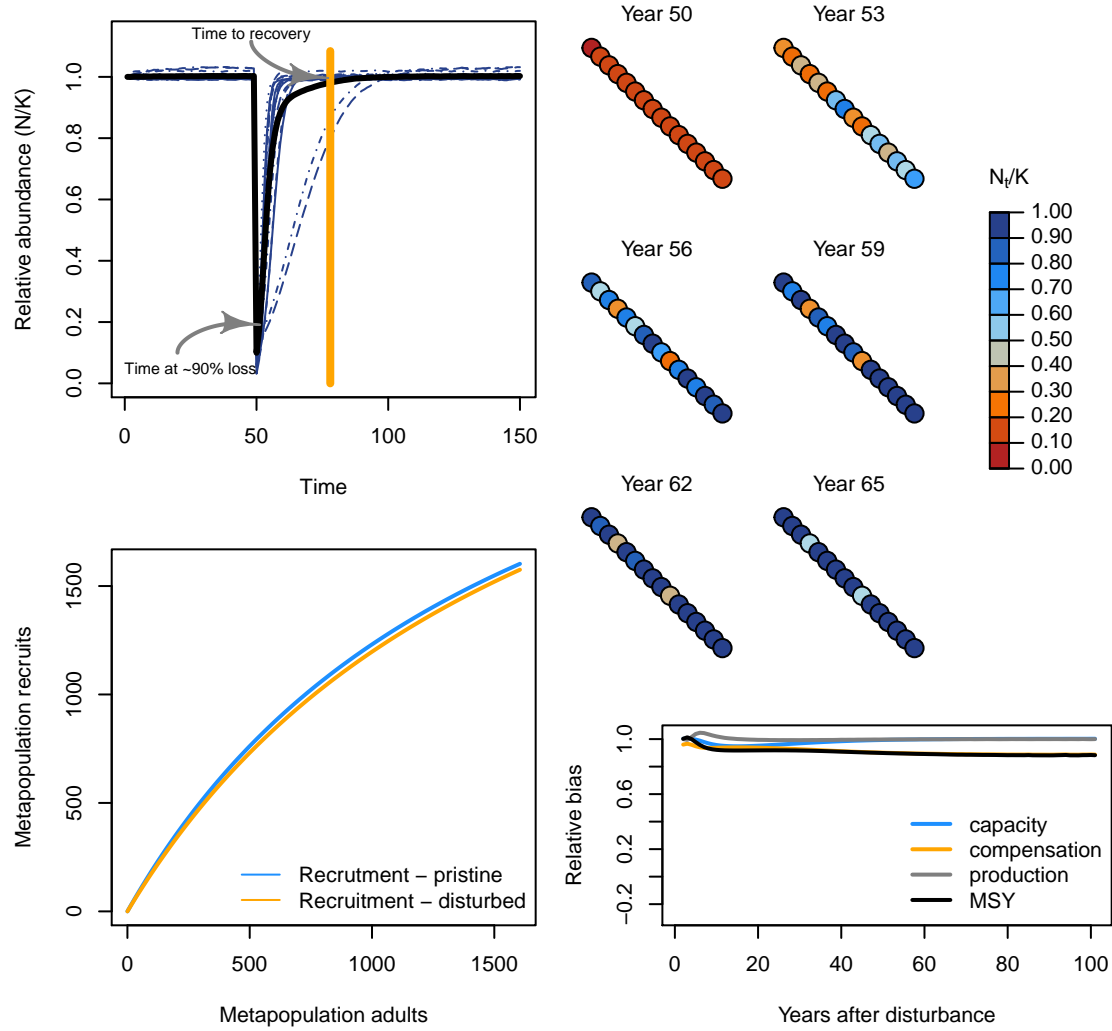 Time to recovery
Time at ~90% loss
Relative abundance (N/K)
0.0 0.2 0.4 0.6 0.8 1.0
0 50 100 150
Time
Year 50
Year 53
Year 56
Year 59
Year 62
Year 65
Nt/K
1.00
0.90
0.80
0.70
0.60
0.50
0.40
0.30
0.20
0.10
0.00
Metapopulation recruits
0 500 1000 1500
Recrutment − pristine
Recruitment − disturbed
0 500 1000 1500
Metapopulation adults
Relative bias
−0.2 0.2 0.6 1.0
capacity
compensation
production
MSY
0 20 40 60 80 100
Years after disturbance